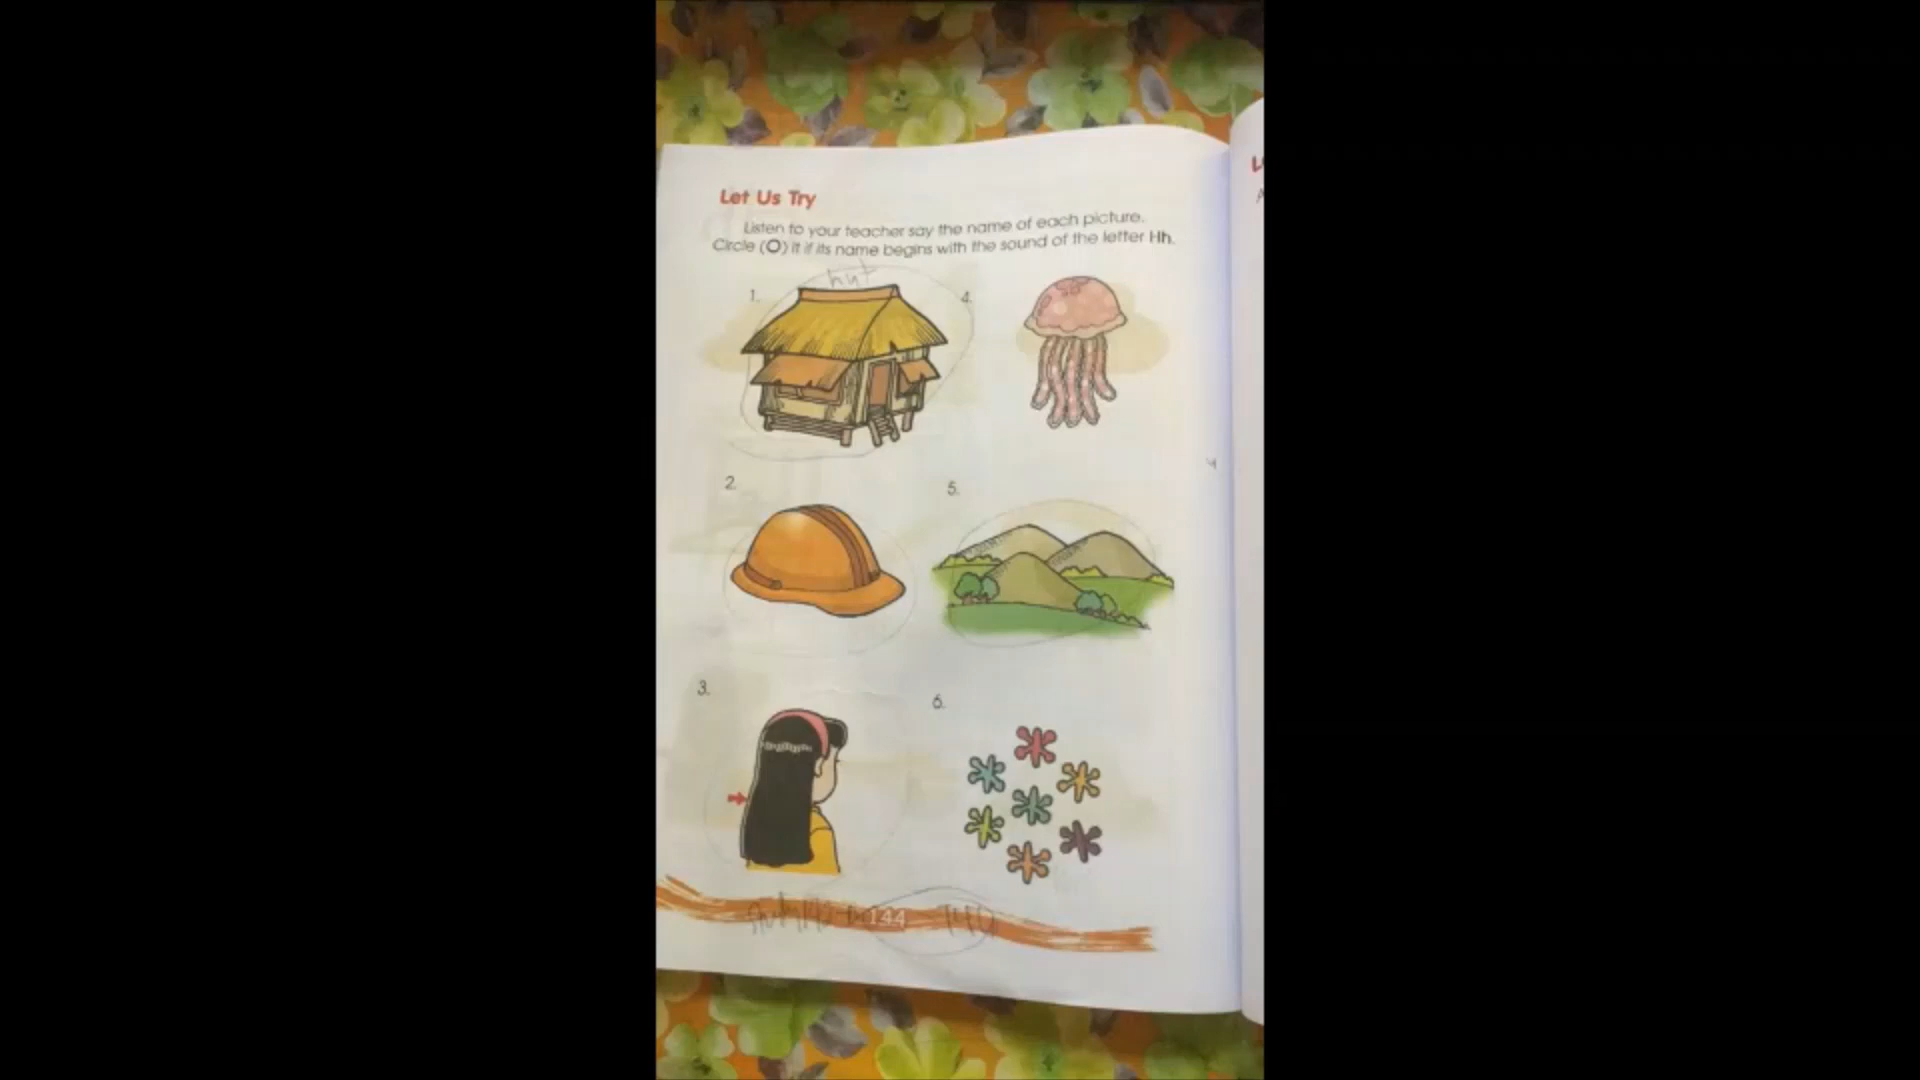 Let Us Try
Listen to your teacher say the name of each picture.
Circle (O) it if its name begins with the sound of the letter Hh.
hut
1.
4.
2.
5.
3.
6.
144